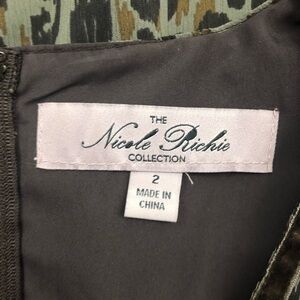 THE
Nicole Richie
COLLECTION
2
MADE IN
CHINA